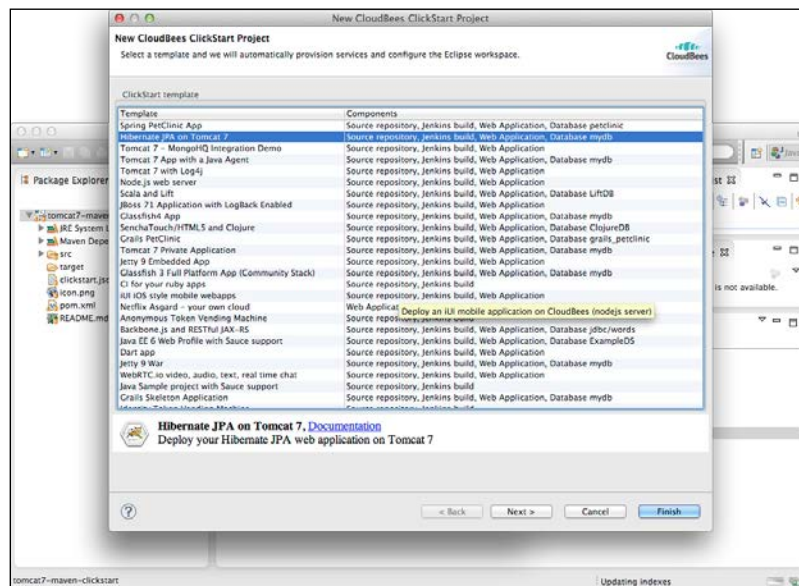 New CloudBees ClickStart Project
New CloudBees ClickStart Project
Select a template and we will automatically provision services and configure the Eclipse workspace.
CloudBees
ClickStart template
Template Components
Spring PetClinic App Source repository, Jenkins build, Web Application, Database petclinic
Hibernate JPA on Tomcat 7 Source repository, Jenkins build, Web Application, Database mydb
Tomcat 7 - MongoHQ Integration Demo Source repository, Jenkins build, Web Application
Tomcat 7 App with a Java Agent Source repository, Jenkins build, Web Application, Database mydb
Tomcat 7 with Log4j Source repository, Jenkins build, Web Application
Node.js web server Source repository, Jenkins build, Web Application
Scala and Lift Source repository, Jenkins build, Web Application, Database LiftDB
JBoss 71 Application with LogBack Enabled Source repository, Jenkins build, Web Application
Glassfish4 App Source repository, Jenkins build, Web Application, Database mydb
SenchaTouch/HTML5 and Clojure Source repository, Jenkins build, Web Application, Database ClojureDB
Grails PetClinic Source repository, Jenkins build, Web Application, Database grails_petclinic
Tomcat 7 Private Application Source repository, Jenkins build, Web Application, Database mydb
Jetty 9 Embedded App Source repository, Jenkins build, Web Application
Glassfish 3 Full Platform App (Community Stack) Source repository, Jenkins build, Web Application, Database mydb
CI for your ruby apps Source repository, Jenkins build
iUI iOS style mobile webapps Source repository, Jenkins build, Web Application
Netflix Asgard - your own cloud Web Applicat
Deploy an iUI mobile application on CloudBees (nodejs server)
Anonymous Token Vending Machine Source repository, Jenkins build
Backbone.js and RESTful JAX-RS Source repository, Jenkins build, Web Application, Database jdbc/words
Java EE 6 Web Profile with Sauce support Source repository, Jenkins build, Web Application, Database ExampleDS
Dart app Source repository, Jenkins build, Web Application
Jetty 9 War Source repository, Jenkins build, Web Application, Database mydb
WebRTC.io video, audio, text, real time chat Source repository, Jenkins build, Web Application
Java Sample project with Sauce support Source repository, Jenkins build
Grails Skeleton Application Source repository, Jenkins build, Web Application, Database mydb
Hibernate JPA on Tomcat 7, Documentation
Deploy your Hibernate JPA web application on Tomcat 7
< Back Next > Cancel Finish
Package Explorer
tomcat7-mave
JRE System L
Maven Depe
src
target
clickstart.jso
icon.png
pom.xml
README.md
Java
ist
is not available.
tomcat7-maven-clickstart
Updating indexes